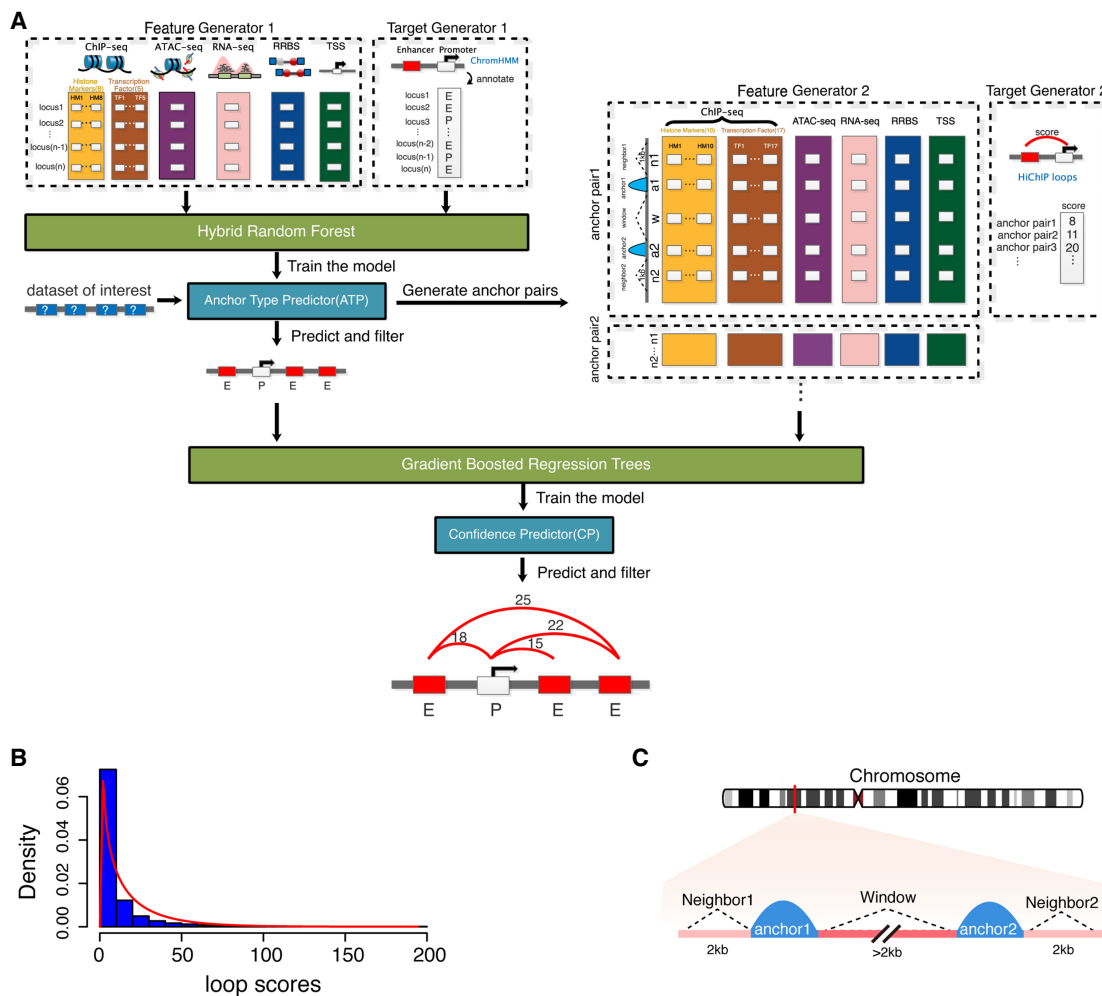 A
Feature Generator 1
ChIP-seq ATAC-seq RNA-seq RRBS TSS
Histone Markers(8)
Transcription Factor(5)
HM1 HM8 TF1 TF5
locus1
locus2
⋮
locus(n-1)
locus(n)
Target Generator 1
Enhancer Promoter
ChromHMM
annotate
locus1 E
locus2 E
locus3 P
⋮ ⋮
locus(n-2) E
locus(n-1) P
locus(n) E
Feature Generator 2
ChIP-seq
ATAC-seq RNA-seq RRBS TSS
Histone Markers(10) Transcription Factor(17)
HM1 HM10 TF1 TF17
anchor pair1
neighbor1 1kb n1
anchor1 a1
window w
anchor2 a2
neighbor2 1kb n2
anchor pair2
n2··· n1
Target Generator 2
score
HiChIP loops
score
anchor pair1 8
anchor pair2 11
anchor pair3 20
⋮ ⋮
Hybrid Random Forest
Train the model
dataset of interest
? ? ? ?
Anchor Type Predictor(ATP)
Generate anchor pairs
Predict and filter
E P E E
Gradient Boosted Regression Trees
Train the model
Confidence Predictor(CP)
Predict and filter
25
18 22
15
E P E E
B
Density
0.00 0.02 0.04 0.06
0 50 100 150 200
loop scores
C
Chromosome
Neighbor1 Window Neighbor2
anchor1 anchor2
2kb >2kb 2kb